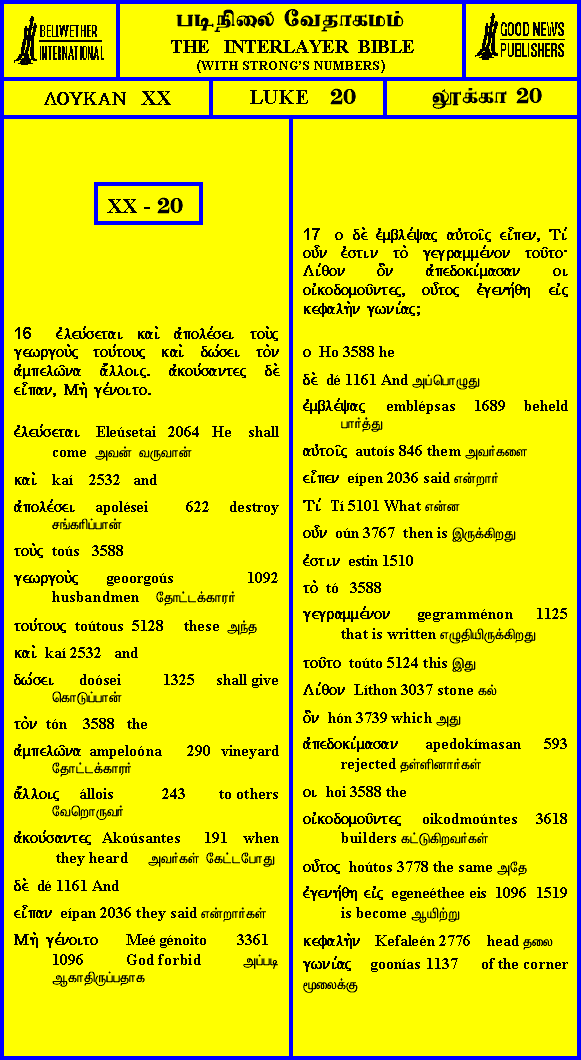 BELLWETHER
INTERNATIONAL
படிநிலை வேதாகமம்
THE INTERLAYER BIBLE
(WITH STRONG'S NUMBERS)
GOOD NEWS
PUBLISHERS
ΛΟΥΚΑΝ XX
LUKE 20
லூக்கா 20
XX - 20
16 ἐλεύσεται καὶ ἀπολέσει τοὺς
γεωργοὺς τούτους καὶ δώσει τὸν
ἀμπελῶνα ἄλλοις. ἀκούσαντες δὲ
εἶπαν, Μὴ γένοιτο.
ἐλεύσεται Eleúsetai 2064 He shall
come அவன் வருவான்
καὶ kaí 2532 and
ἀπολέσει apolései 622 destroy
சங்கரிப்பான்
τοὺς toús 3588
γεωργοὺς geoorgoús 1092
husbandmen தோட்டக்காரர்
τούτους toútous 5128 these அந்த
καὶ kaí 2532 and
δώσει doósei 1325 shall give
கொடுப்பான்
τὸν tón 3588 the
ἀμπελῶνα ampeloóna 290 vineyard
தோட்டக்காரர்
ἄλλοις állois 243 to others
வேறொருவர்
ἀκούσαντες Akoúsantes 191 when
they heard அவர்கள் கேட்டபோது
δὲ dé 1161 And
εἶπαν eípan 2036 they said என்றார்கள்
Μὴ γένοιτο Meé génoito 3361
1096 God forbid அப்படி
ஆகாதிருப்பதாக
17 ο δὲ ἐμβλέψας αὐτοῖς εἶπεν, Τί
οὖν ἐστιν τὸ γεγραμμένον τοῦτο·
Λίθον ὃν ἀπεδοκίμασαν οι
οἰκοδομοῦντες, οὗτος ἐγενήθη εἰς
κεφαλὴν γωνίας;
ο Ho 3588 he
δὲ dé 1161 And அப்பொழுது
ἐμβλέψας emblépsas 1689 beheld
பார்த்து
αὐτοῖς autoís 846 them அவர்களை
εἶπεν eípen 2036 said என்றார்
Τί Tí 5101 What என்ன
οὖν oún 3767 then is இருக்கிறது
ἐστιν estin 1510
τὸ tó 3588
γεγραμμένον gegramménon 1125
that is written எழுதியிருக்கிறது
τοῦτο toúto 5124 this இது
Λίθον Líthon 3037 stone கல்
ὃν hón 3739 which அது
ἀπεδοκίμασαν apedokímasan 593
rejected தள்ளினார்கள்
οι hoi 3588 the
οἰκοδομοῦντες oikodmoúntes 3618
builders கட்டுகிறவர்கள்
οὗτος hoútos 3778 the same அதே
ἐγενήθη εἰς egeneéthee eis 1096 1519
is become ஆயிற்று
κεφαλὴν Kefaleén 2776 head தலை
γωνίας goonías 1137 of the corner
மூலைக்கு